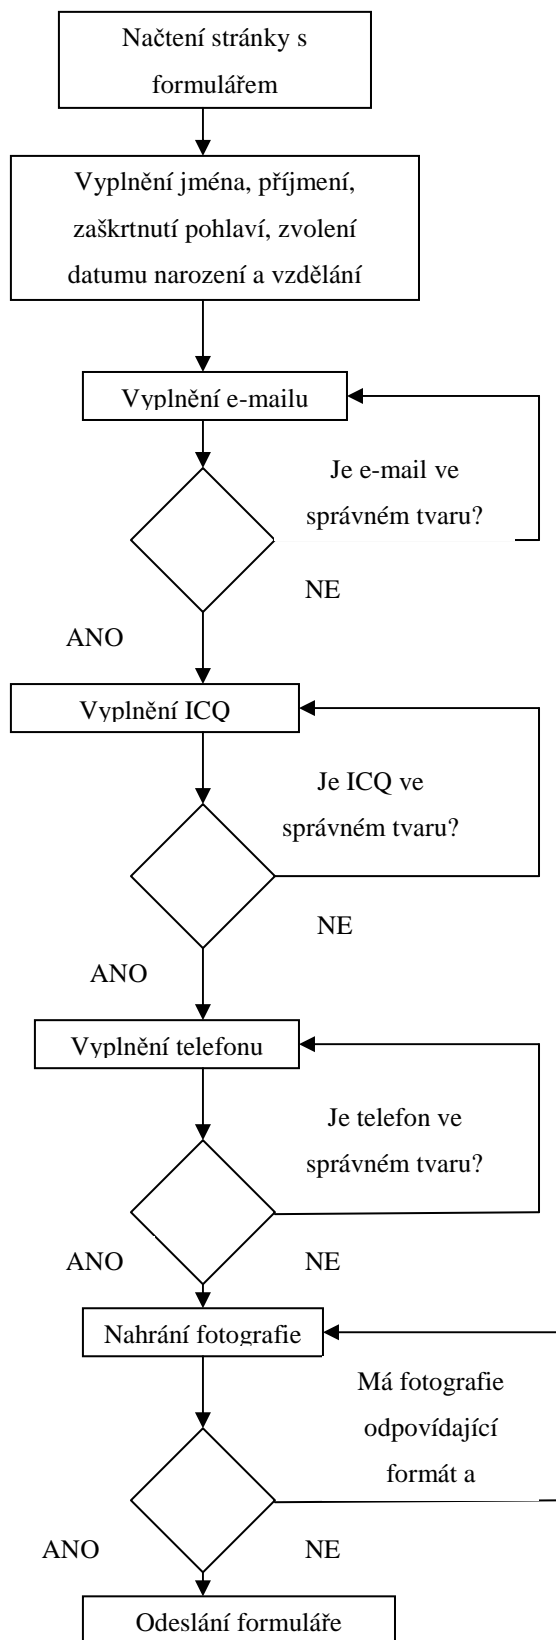 Načtení stránky s
formulářem
Vyplnění jména, příjmení,
zaškrtnutí pohlaví, zvolení
datumu narození a vzdělání
Vyplnění e-mailu
Je e-mail ve
správném tvaru?
NE
ANO
Vyplnění ICQ
Je ICQ ve
správném tvaru?
NE
ANO
Vyplnění telefonu
Je telefon ve
správném tvaru?
ANO
NE
Nahrání fotografie
Má fotografie
odpovídající
formát a
ANO
NE
Odeslání formuláře